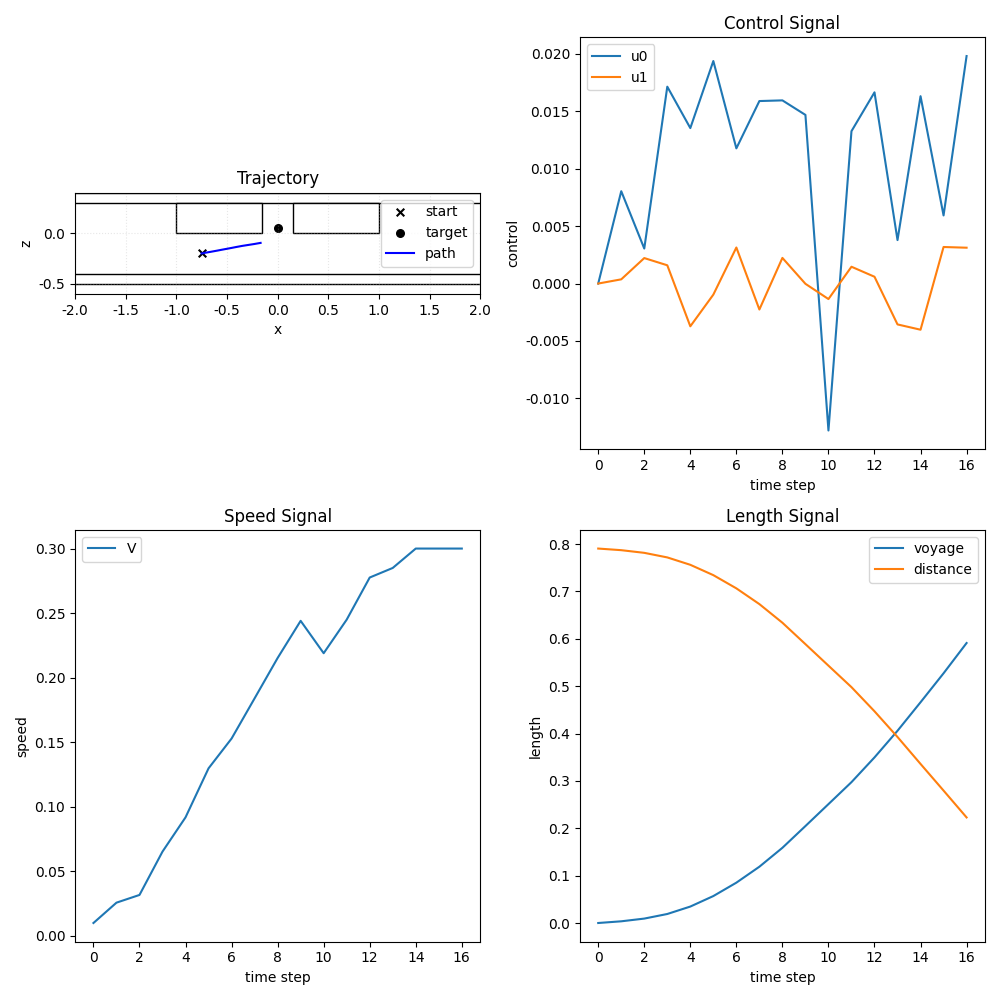 Trajectory
z
0.0
-0.5
start
target
path
-2.0 -1.5 -1.0 -0.5 0.0 0.5 1.0 1.5 2.0
x
Control Signal
control
0.020
0.015
0.010
0.005
0.000
-0.005
-0.010
u0
u1
0 2 4 6 8 10 12 14 16
time step
Speed Signal
speed
0.30
0.25
0.20
0.15
0.10
0.05
0.00
V
0 2 4 6 8 10 12 14 16
time step
Length Signal
length
0.8
0.7
0.6
0.5
0.4
0.3
0.2
0.1
0.0
voyage
distance
0 2 4 6 8 10 12 14 16
time step